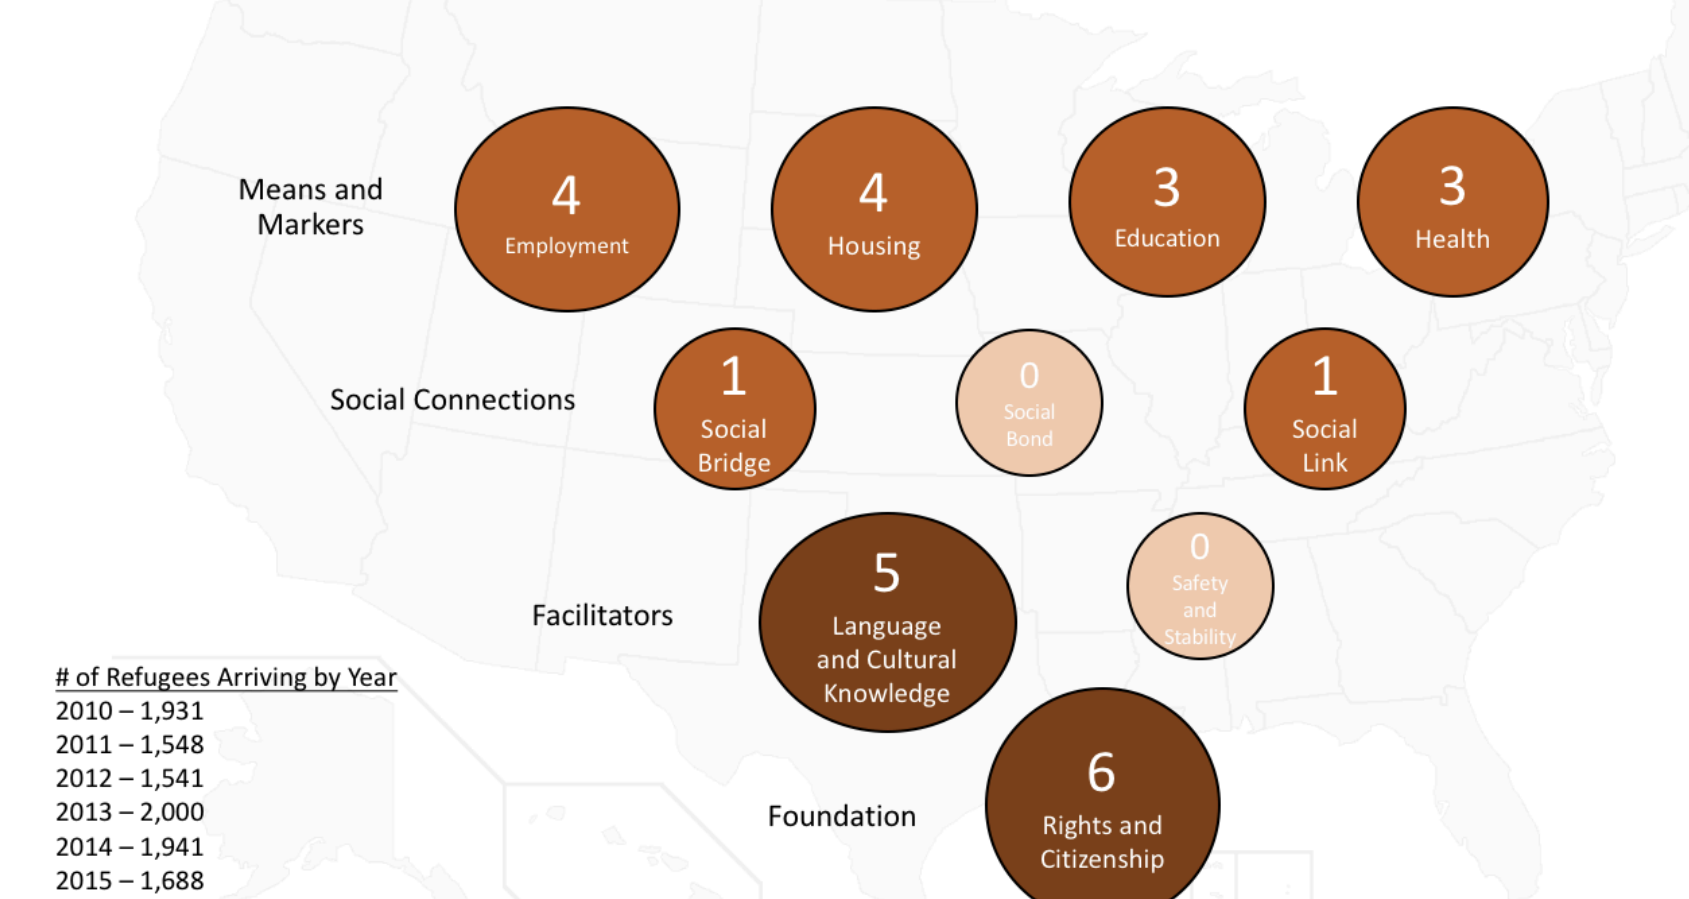 Means and
Markers
4
Employment
4
Housing
3
Education
3
Health
Social Connections
1
Social
Bridge
0
Social
Bond
1
Social
Link
Facilitators
5
Language
and Cultural
Knowledge
0
Safety
and
Stability
# of Refugees Arriving by Year
2010 – 1,931
2011 – 1,548
2012 – 1,541
2013 – 2,000
2014 – 1,941
2015 – 1,688
Foundation
6
Rights and
Citizenship